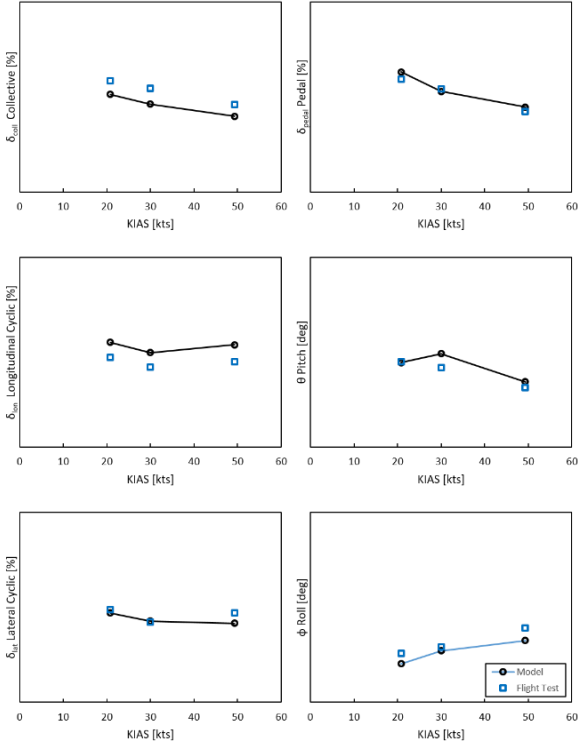 δcoll Collective [%]
0 10 20 30 40 50 60
KIAS [kts]
δpedal Pedal [%]
0 10 20 30 40 50 60
KIAS [kts]
δlon Longitudinal Cyclic [%]
0 10 20 30 40 50 60
KIAS [kts]
θ Pitch [deg]
0 10 20 30 40 50 60
KIAS [kts]
δlat Lateral Cyclic [%]
0 10 20 30 40 50 60
KIAS [kts]
ϕ Roll [deg]
Model
Flight Test
0 10 20 30 40 50 60
KIAS [kts]